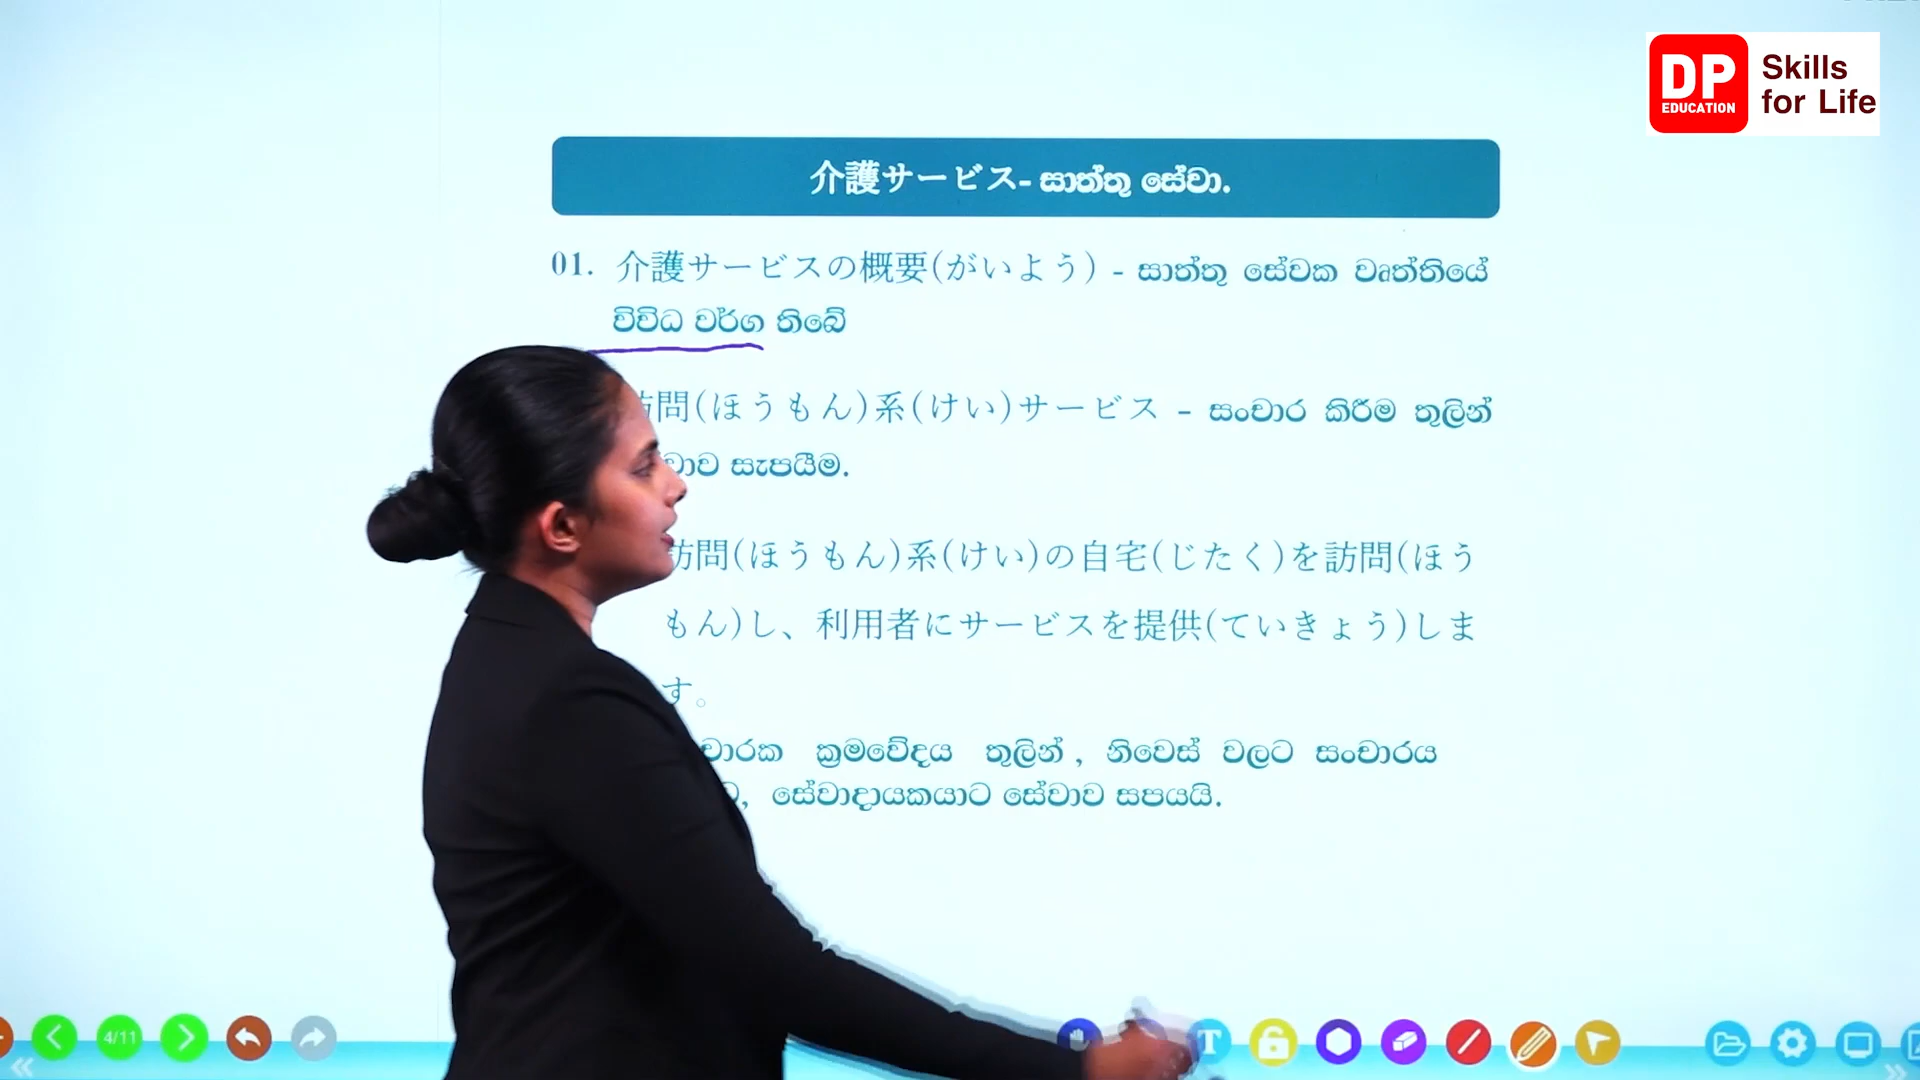 DP
EDUCATION
Skills
for Life
介護サービス- සාත්තු සේවා.
01. 介護サービスの概要(がいよう) - සාත්තු සේවක වෘත්තියේ
විවිධ වර්ග තිබේ
問(ほうもん)系(けい)サービス - සංචාර කිරීම තුලින්
සැපයීම.
訪問(ほうもん)系(けい)の自宅(じたく)を訪問(ほう
もん)し、利用者にサービスを提供(ていきょう)しま
す。
ක්‍රමවේදය තුලින් , නිවෙස් වලට සංචාරය
සේවාදායකයාට සේවාව සපයයි.
4/11
T